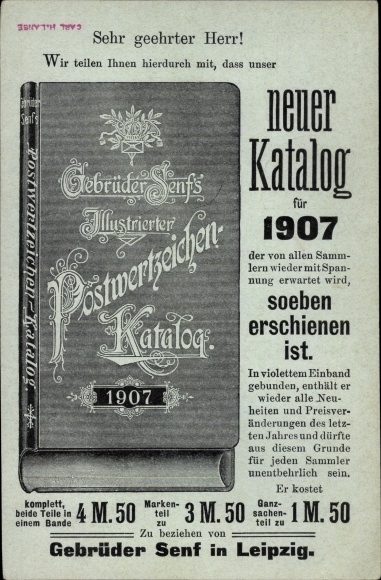 CARL H. LANGE
Sehr geehrter Herr!
Wir teilen Ihnen hierdurch mit, dass unser
Gebrüder
Senf's
Postwertzeichen-Katalog
Gebrüder Senf's
Illustrierter
Postwertzeichen-
Katalog.
1907
neuer
Katalog
für
1907
der von allen Samm-
lern wieder mit Span-
nung erwartet wird,
soeben
erschienen
ist.
In violettem Einband
gebunden, enthält er
wieder alle Neu-
heiten und Preisver-
änderungen des letz-
ten Jahres und dürfte
aus diesem Grunde
für jeden Sammler
unentbehrlich sein.
Er kostet
komplett, beide Teile in einem Bande 4 M. 50 Marken-teil zu 3 M. 50 Ganz-sachen-teil zu 1 M. 50
Zu beziehen von
Gebrüder Senf in Leipzig.